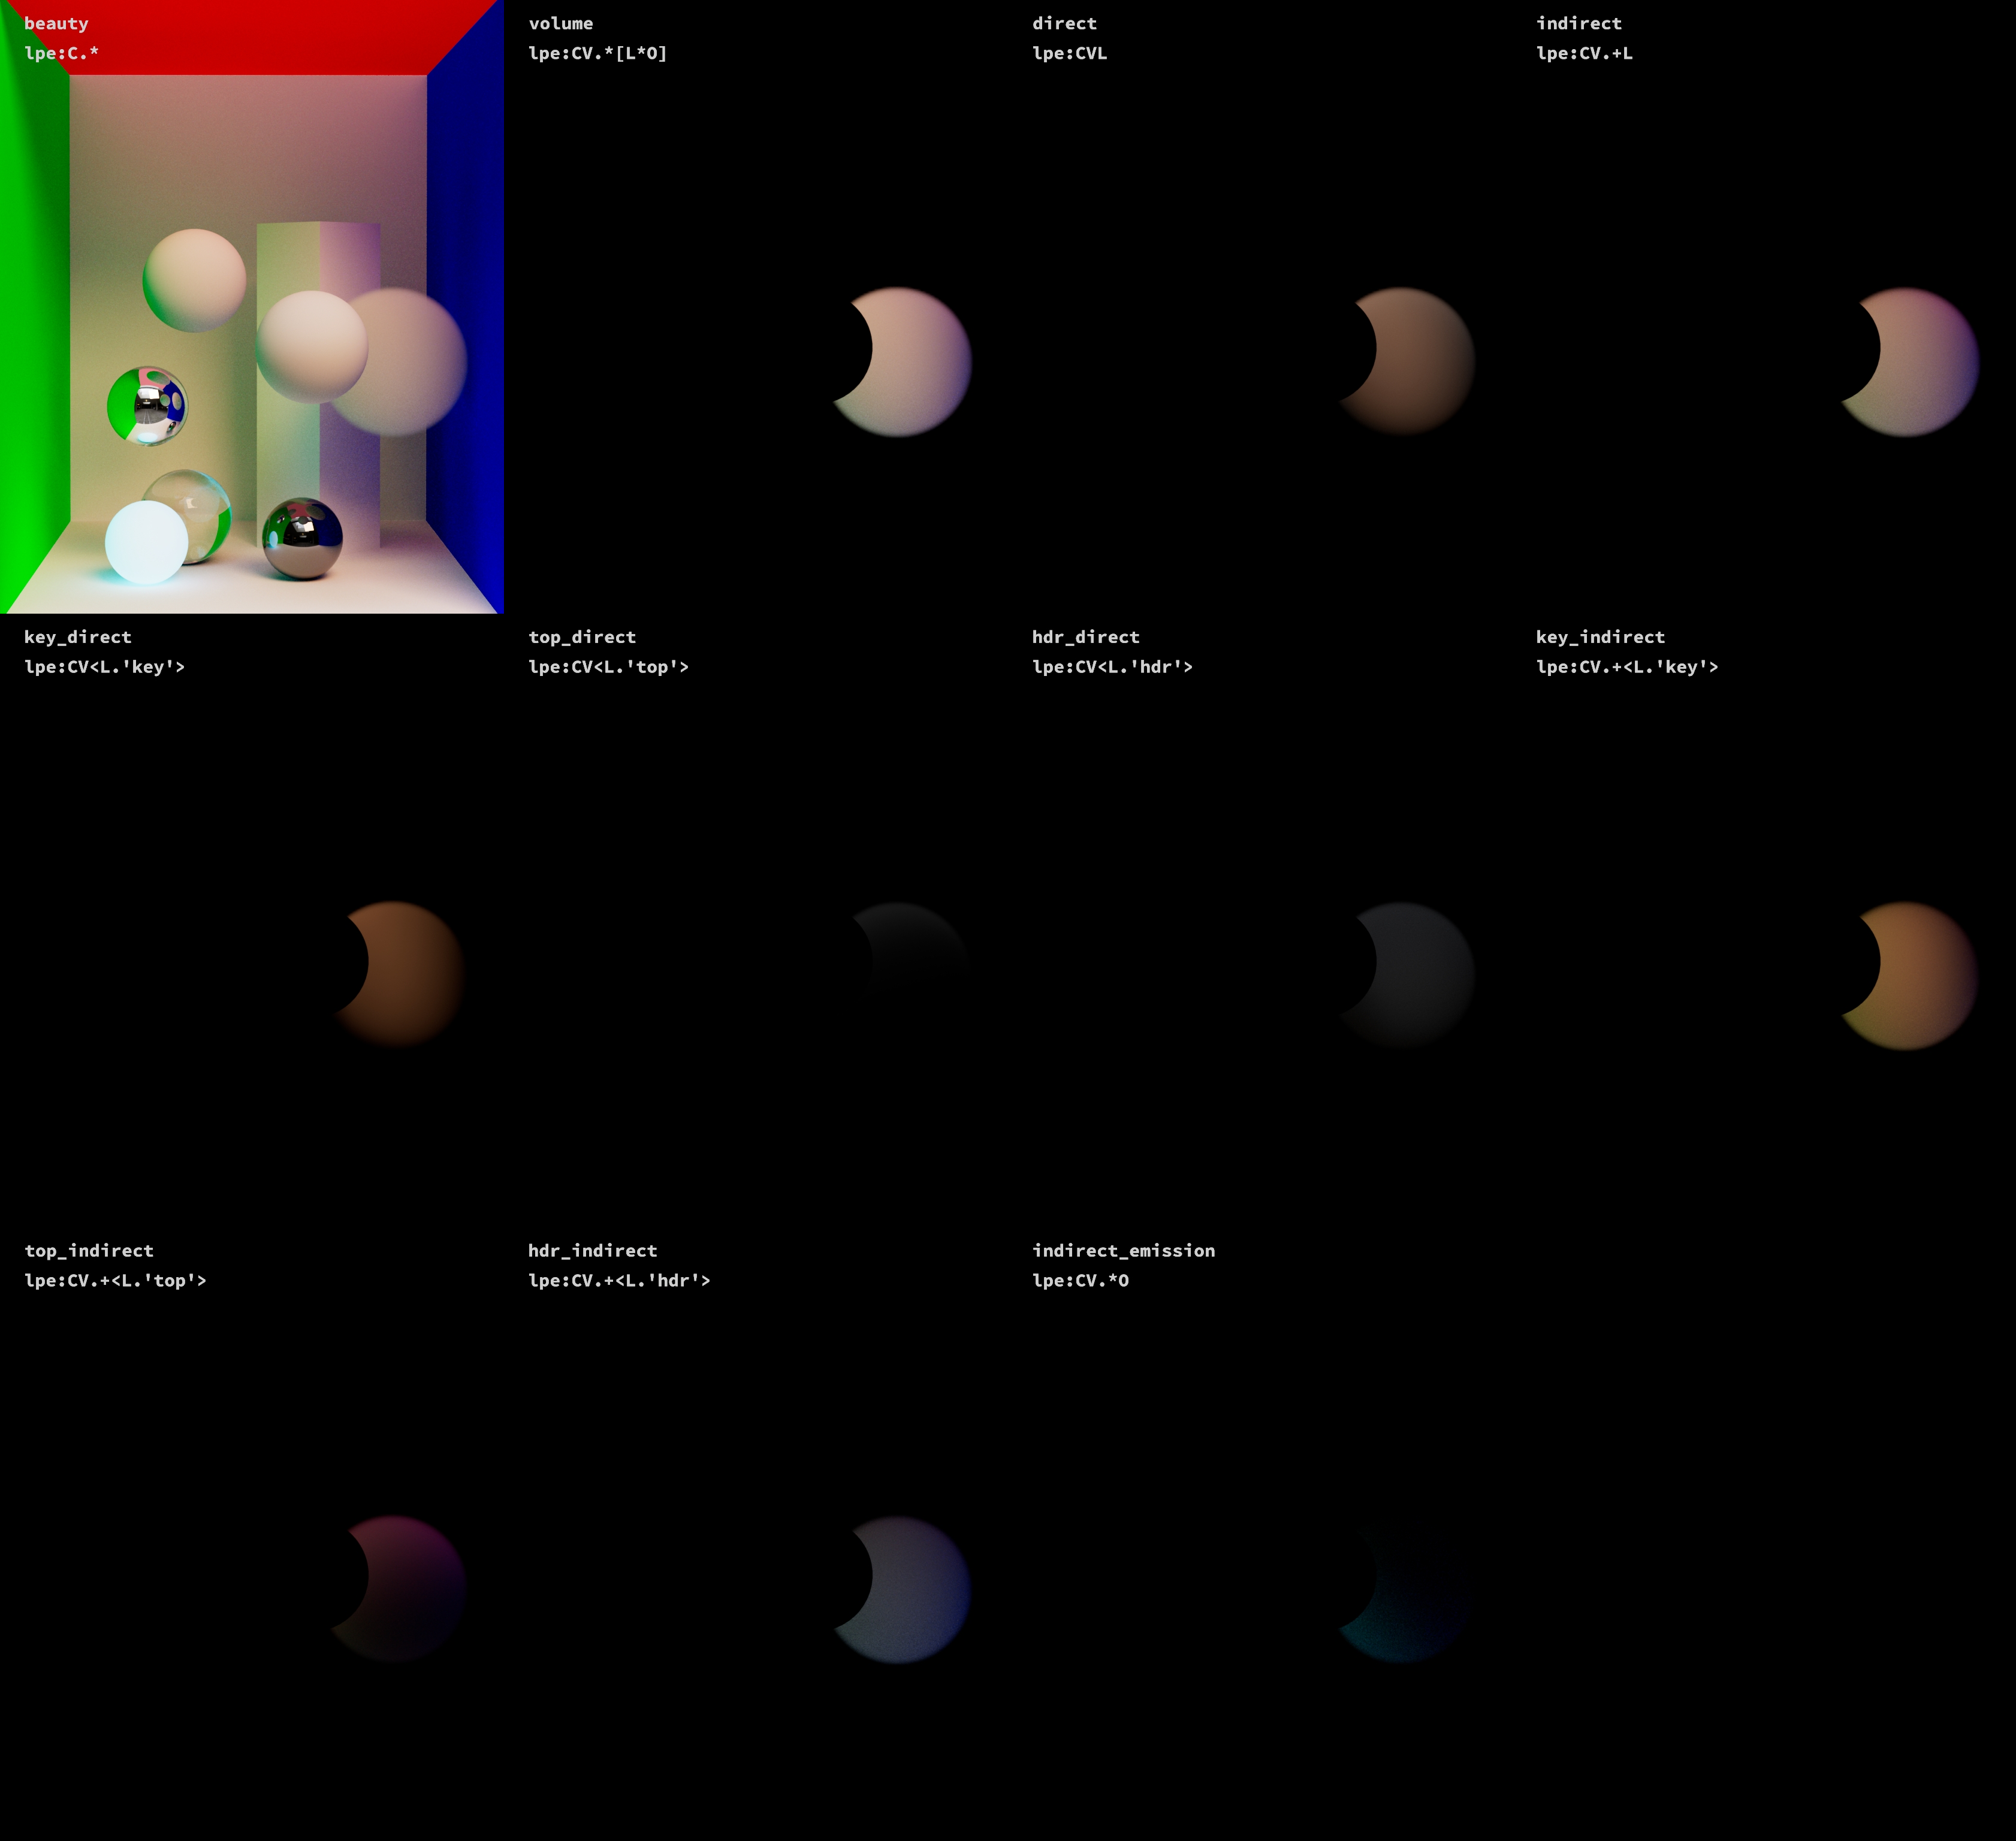 beauty
lpe:C.*
volume
lpe:CV.*[L*O]
direct
lpe:CVL
indirect
lpe:CV.+L
key_direct
lpe:CV<L.'key'>
top_direct
lpe:CV<L.'top'>
hdr_direct
lpe:CV<L.'hdr'>
key_indirect
lpe:CV.+<L.'key'>
top_indirect
lpe:CV.+<L.'top'>
hdr_indirect
lpe:CV.+<L.'hdr'>
indirect_emission
lpe:CV.*O